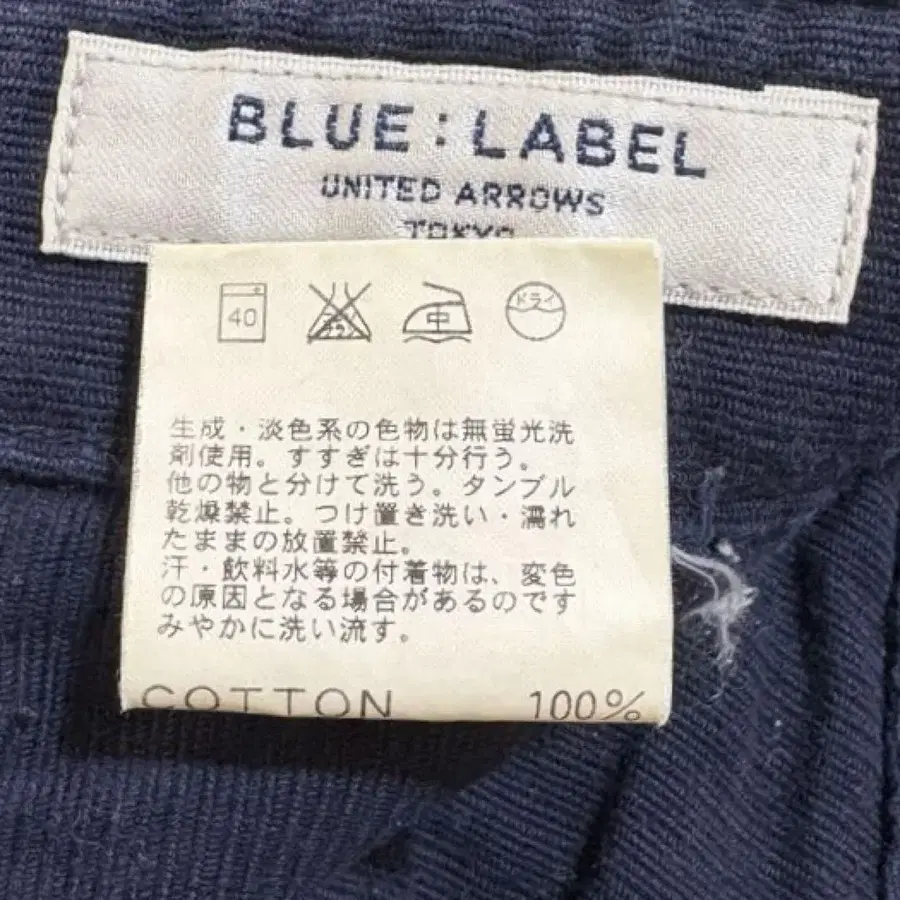 BLUE : LABEL
UNITED ARROWS
TOKYO
40 中 ドライ
生成・淡色系の色物は無蛍光洗
剤使用。すすぎは十分行う。
他の物と分けて洗う。タンブル
乾燥禁止。つけ置き洗い・濡れ
たままの放置禁止。
汗・飲料水等の付着物は、変色
の原因となる場合があるのです
みやかに洗い流す。
COTTON 100%